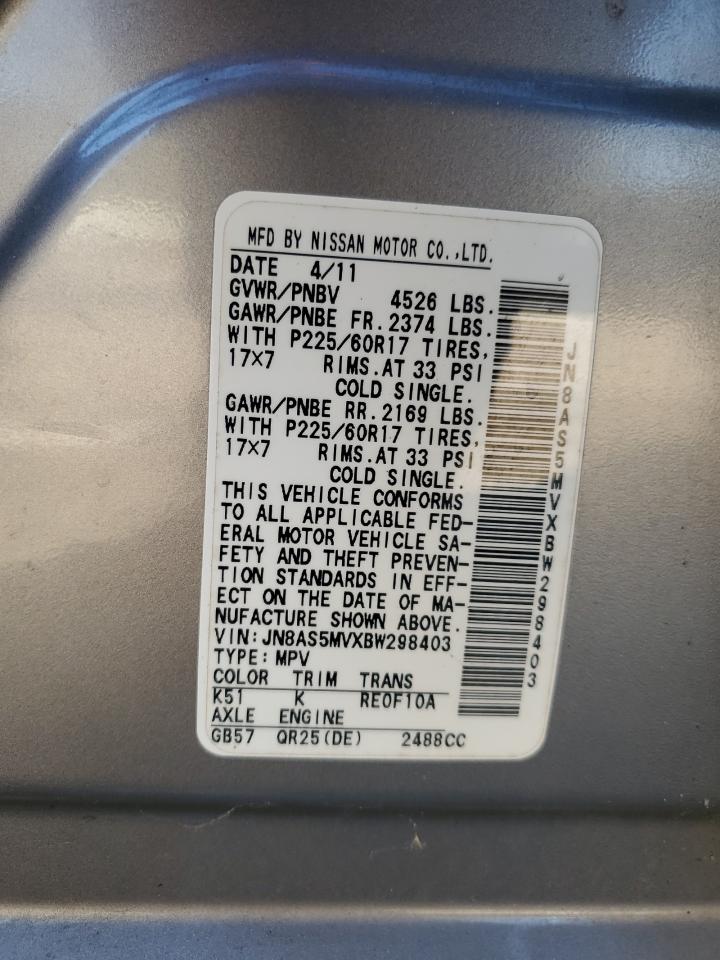 MFD BY NISSAN MOTOR CO.,LTD.
DATE 4/11
GVWR/PNBV 4526 LBS.
GAWR/PNBE FR. 2374 LBS.
WITH P225/60R17 TIRES,
17X7 RIMS.AT 33 PSI
COLD SINGLE.
GAWR/PNBE RR. 2169 LBS.
WITH P225/60R17 TIRES,
17X7 RIMS.AT 33 PSI
COLD SINGLE.
THIS VEHICLE CONFORMS
TO ALL APPLICABLE FED-
ERAL MOTOR VEHICLE SA-
FETY AND THEFT PREVEN-
TION STANDARDS IN EFF-
ECT ON THE DATE OF MA-
NUFACTURE SHOWN ABOVE.
VIN:JN8AS5MVXBW298403
TYPE:MPV
COLOR TRIM TRANS
K51 K RE0F10A
AXLE ENGINE
GB57 QR25(DE) 2488CC
JN8AS5MVXBW298403